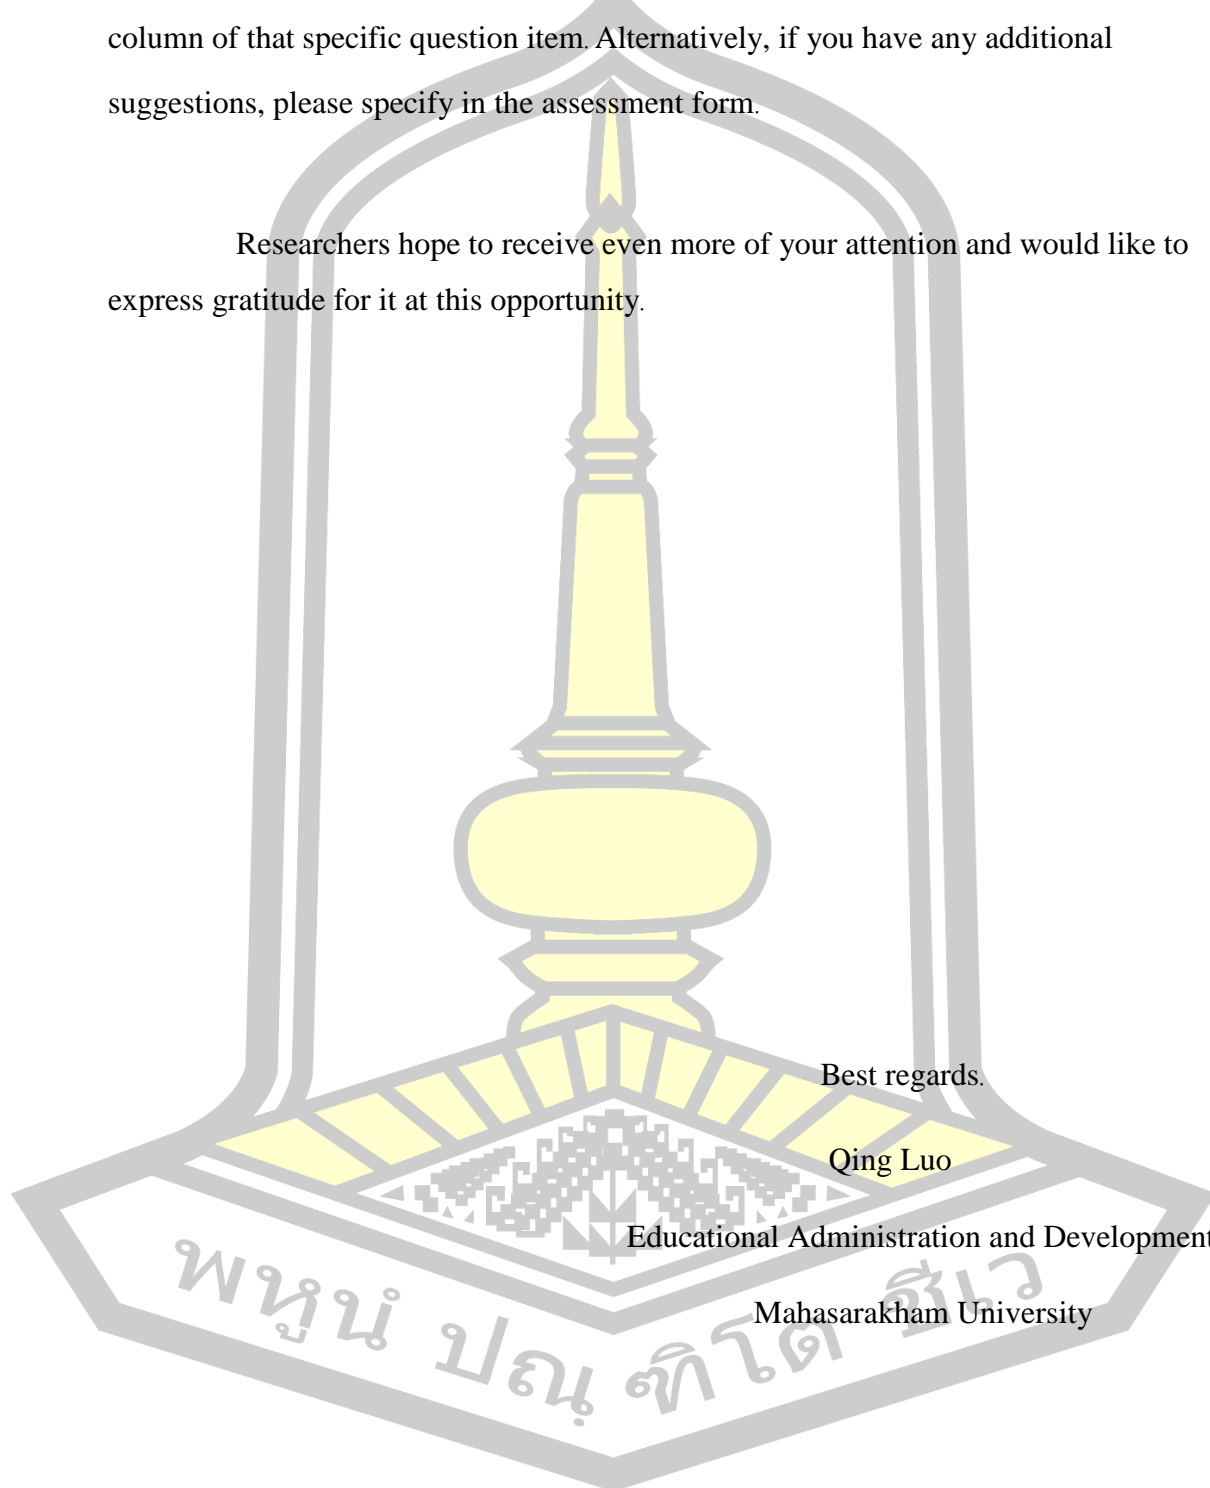 column of that specific question item. Alternatively, if you have any additional
suggestions, please specify in the assessment form.
Researchers hope to receive even more of your attention and would like to
express gratitude for it at this opportunity.
Best regards.
Qing Luo
Educational Administration and Development
Mahasarakham University
พหูนํ ปณฺฑิโต ชีเว